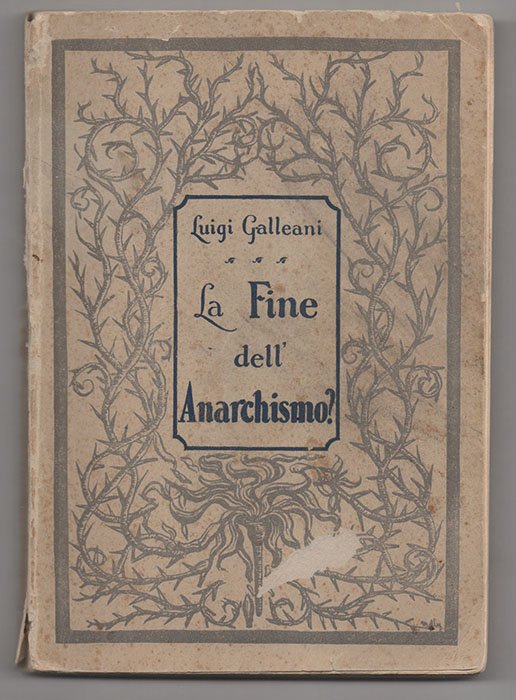 Luigi Galleani
La Fine
dell'
Anarchismo?